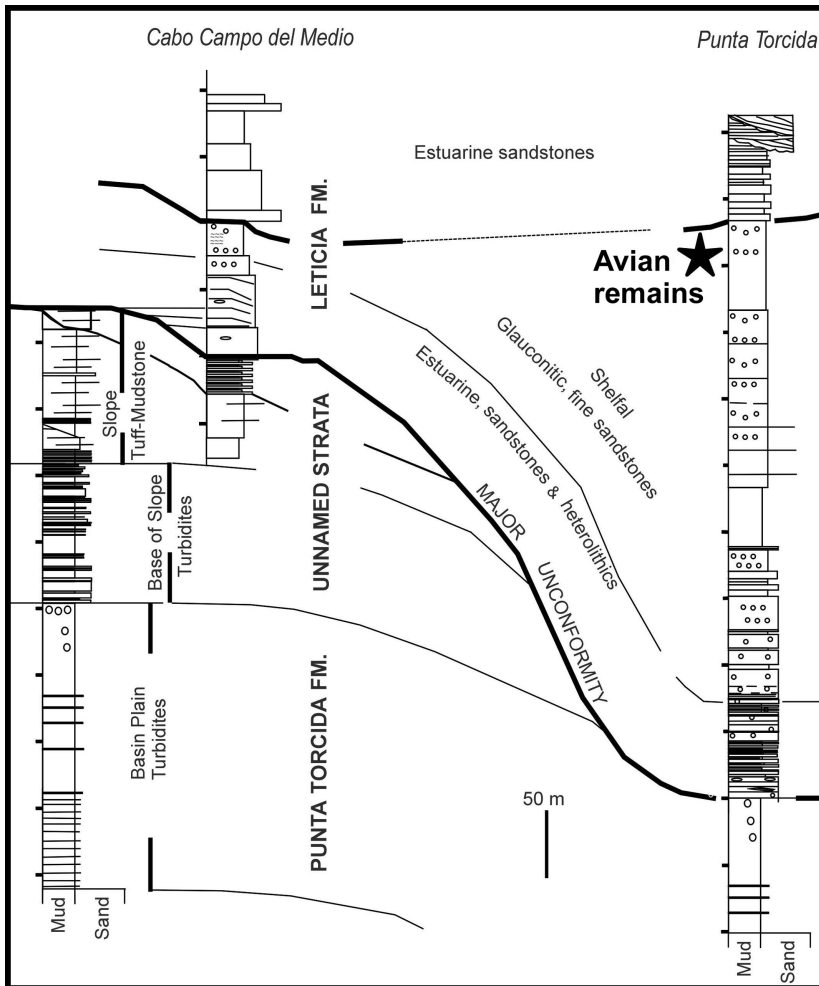 Cabo Campo del Medio
Punta Torcida
Estuarine sandstones
LETICIA FM.
Avian
remains
Shelfal
Glauconitic, fine sandstones
Estuarine, sandstones & heterolithics
Slope
Tuff-Mudstone
UNNAMED STRATA
MAJOR
UNCONFORMITY
Base of Slope
Turbidites
PUNTA TORCIDA FM.
Basin Plain
Turbidites
50 m
Mud
Sand
Mud
Sand